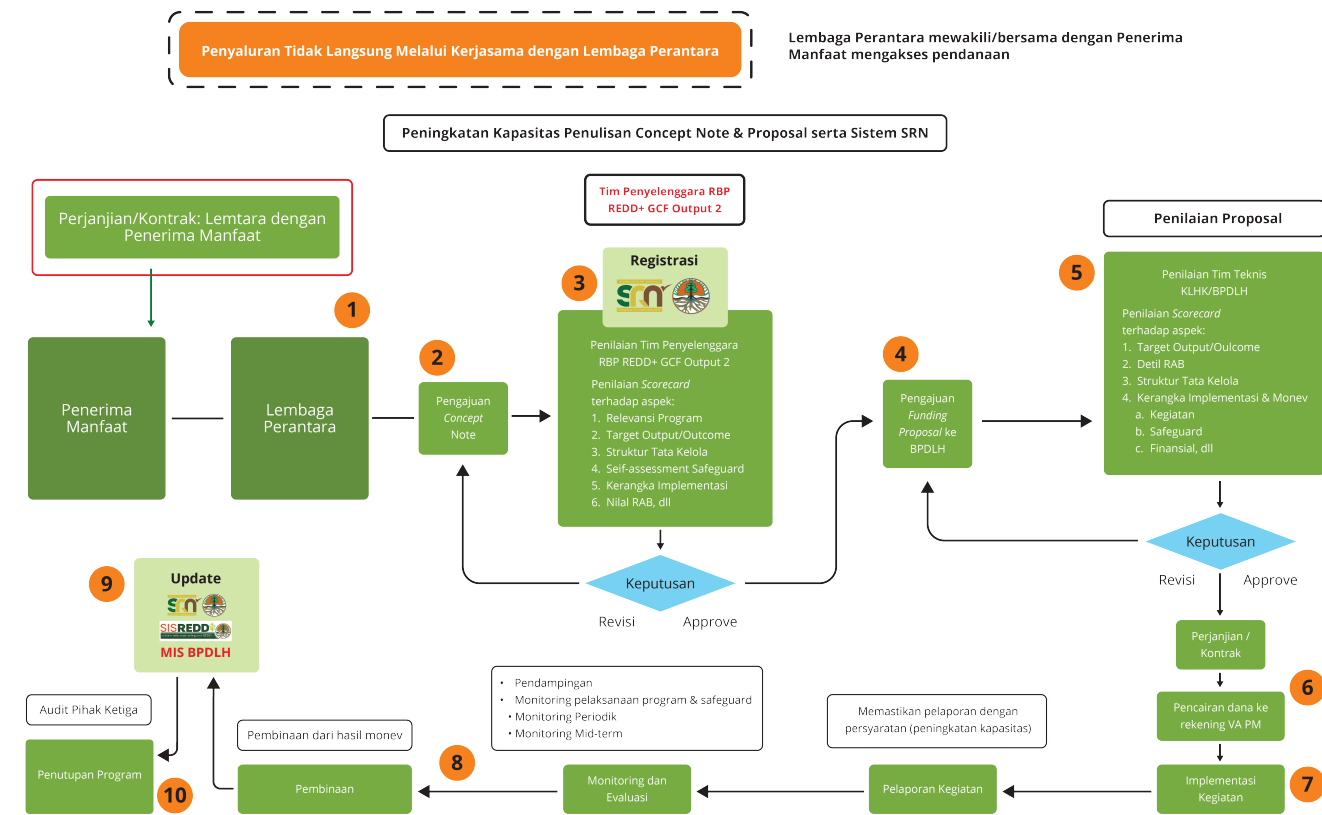 Penyaluran Tidak Langsung Melalui Kerjasama dengan Lembaga Perantara
Lembaga Perantara mewakili/bersama dengan Penerima
Manfaat mengakses pendanaan
Peningkatan Kapasitas Penulisan Concept Note & Proposal serta Sistem SRN
Perjanjian/Kontrak: Lemtara dengan
Penerima Manfaat
Tim Penyelenggara RBP
REDD+ GCF Output 2
Penilaian Proposal
1
Penerima
Manfaat
Lembaga
Perantara
2
Pengajuan
Concept
Note
3
Registrasi
SRN
Penilaian Tim Penyelenggara
RBP REDD+ GCF Output 2
Penilaian Scorecard
terhadap aspek:
1. Relevansi Program
2. Target Output/Outcome
3. Struktur Tata Kelola
4. Seif-assessment Safeguard
5. Kerangka Implementasi
6. Nilal RAB, dll
Keputusan
Revisi
Approve
4
Pengajuan
Funding
Proposal ke
BPDLH
5
Penilaian Tim Teknis
KLHK/BPDLH
Penilaian Scorecard
terhadap aspek:
1. Target Output/Oulcome
2. Detil RAB
3. Struktur Tata Kelola
4. Kerangka Implementasi & Monev
a. Kegiatan
b. Safeguard
c. Finansial, dll
Keputusan
Revisi
Approve
Perjanjian /
Kontrak
6
Pencairan dana ke
rekening VA PM
7
Implementasi
Kegiatan
Memastikan pelaporan dengan
persyaratan (peningkatan kapasitas)
Pelaporan Kegiatan
• Pendampingan
• Monitoring pelaksanaan program & safeguard
• Monitoring Periodik
• Monitoring Mid-term
Monitoring dan
Evaluasi
8
Pembinaan dari hasil monev
Pembinaan
9
Update
SRN
SISREDD+
MIS BPDLH
Audit Pihak Ketiga
Penutupan Program
10